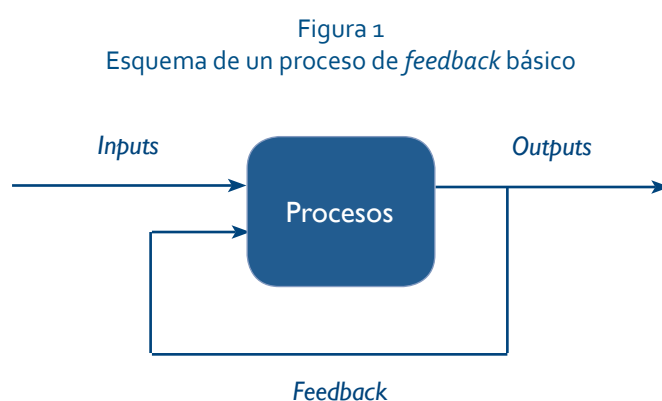 Figura 1
Esquema de un proceso de feedback básico
Inputs
Outputs
Procesos
Feedback